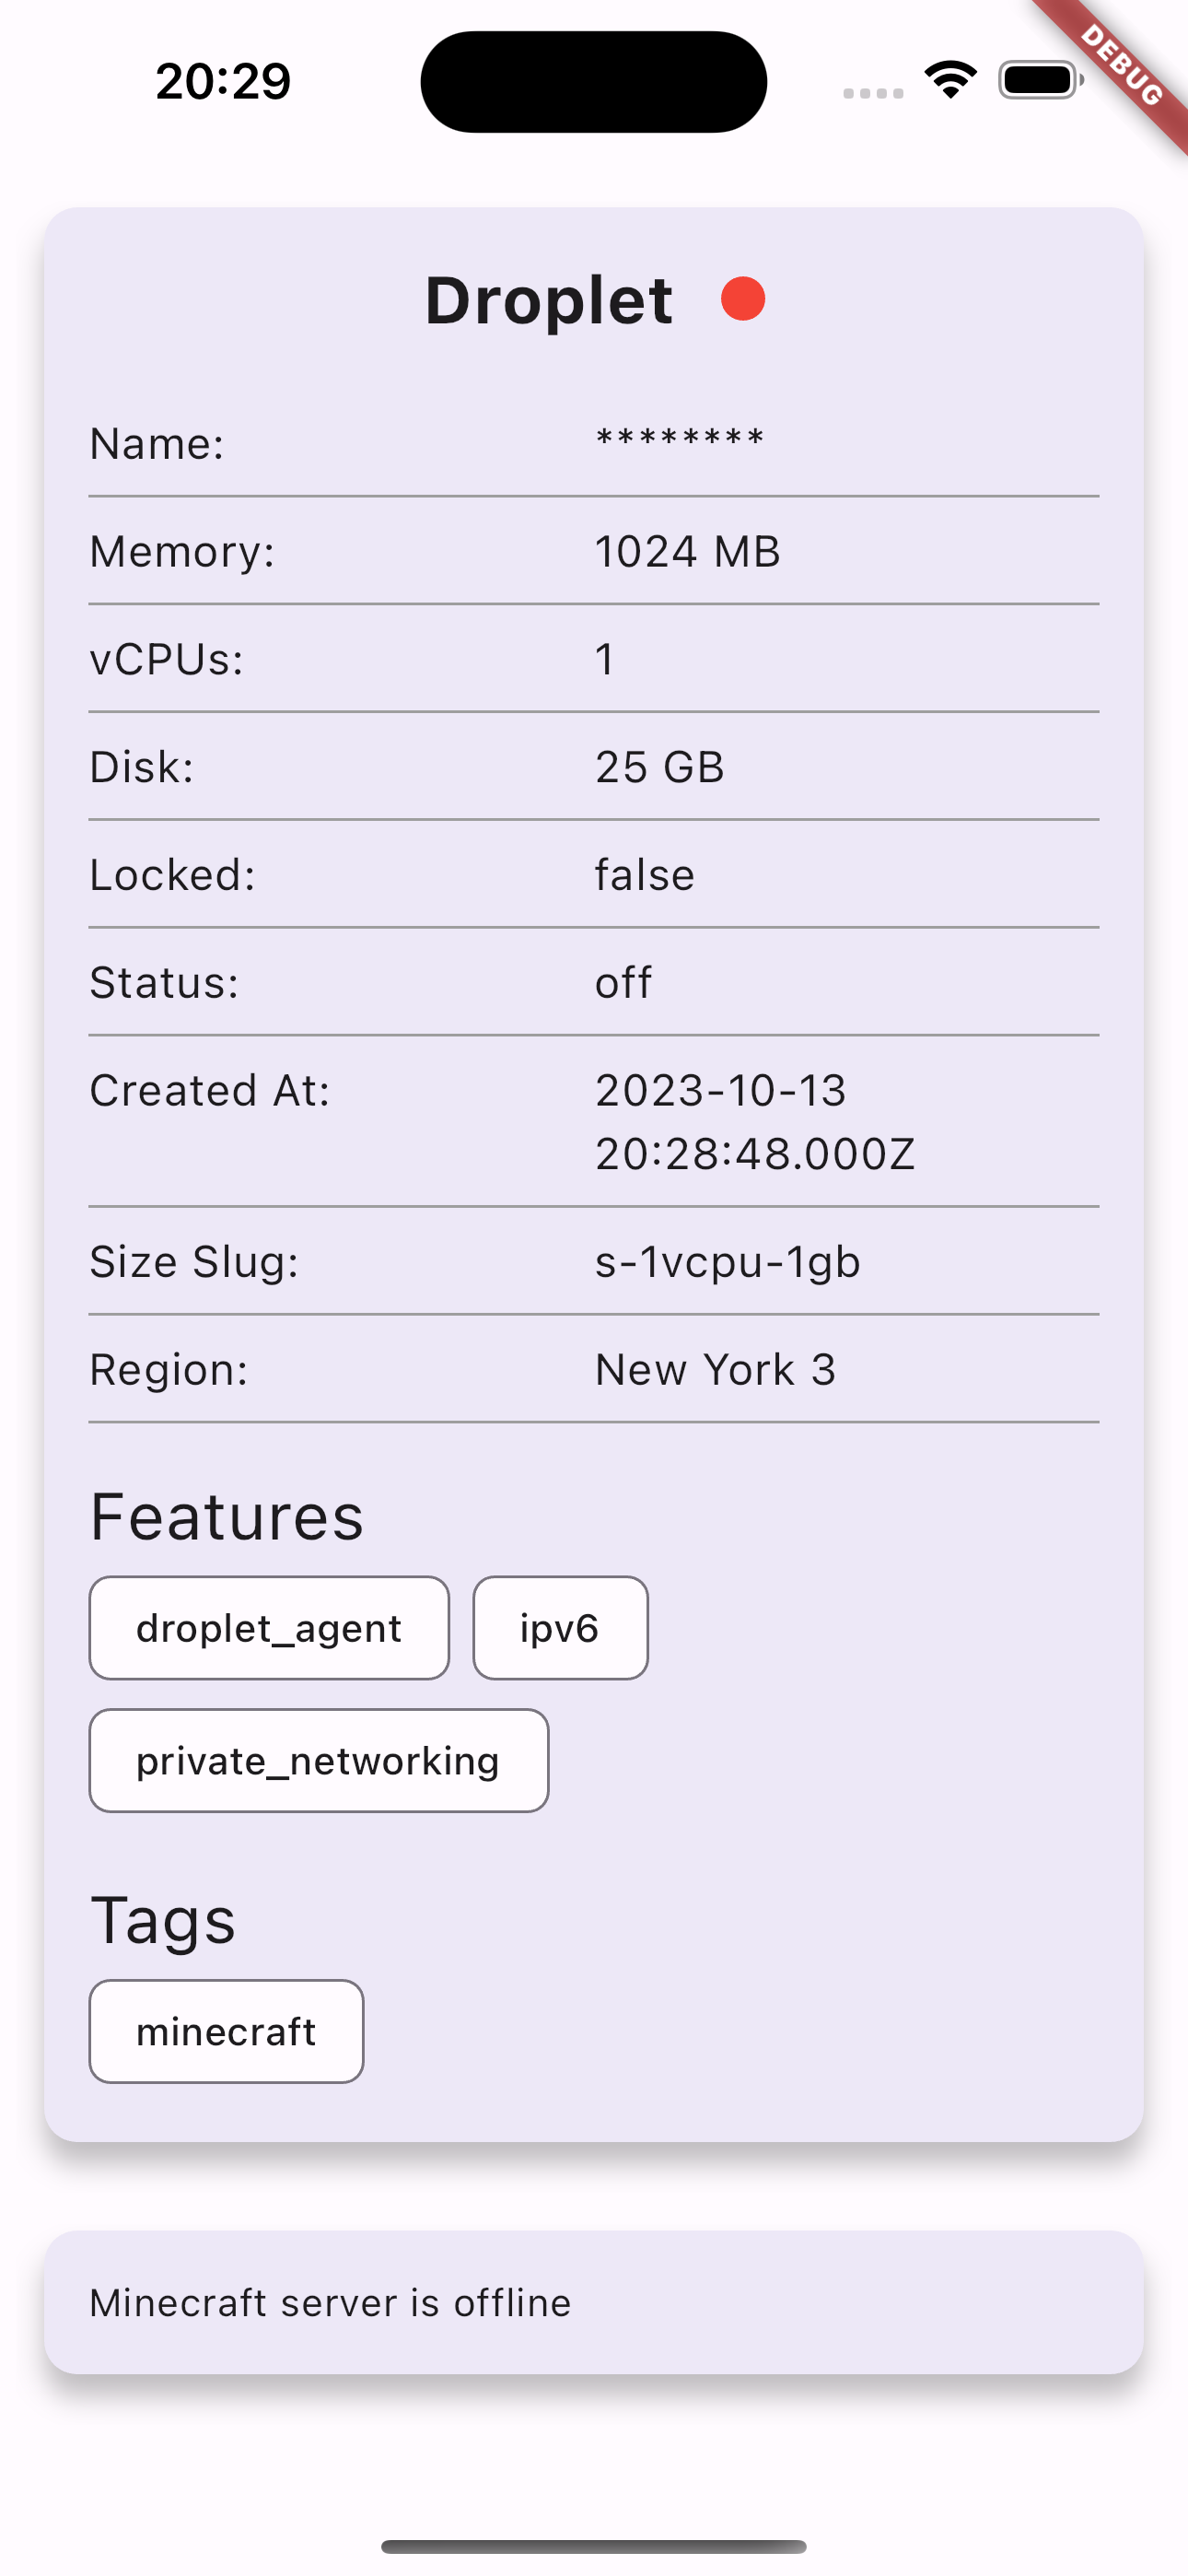 20:29
DEBUG
Droplet
Name: ********
Memory: 1024 MB
vCPUs: 1
Disk: 25 GB
Locked: false
Status: off
Created At: 2023-10-13
20:28:48.000Z
Size Slug: s-1vcpu-1gb
Region: New York 3
Features
droplet_agent ipv6
private_networking
Tags
minecraft
Minecraft server is offline